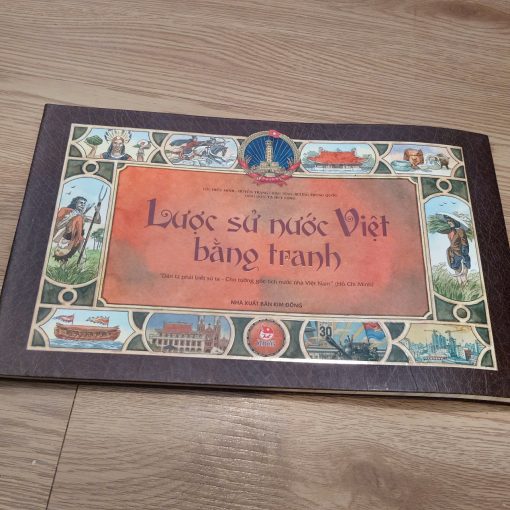 Lược sử nước Việt
bằng tranh
"Dân ta phải biết sử ta - Cho tường gốc tích nước nhà Việt Nam" (Hồ Chí Minh)
NHÀ XUẤT BẢN KIM ĐỒNG
30